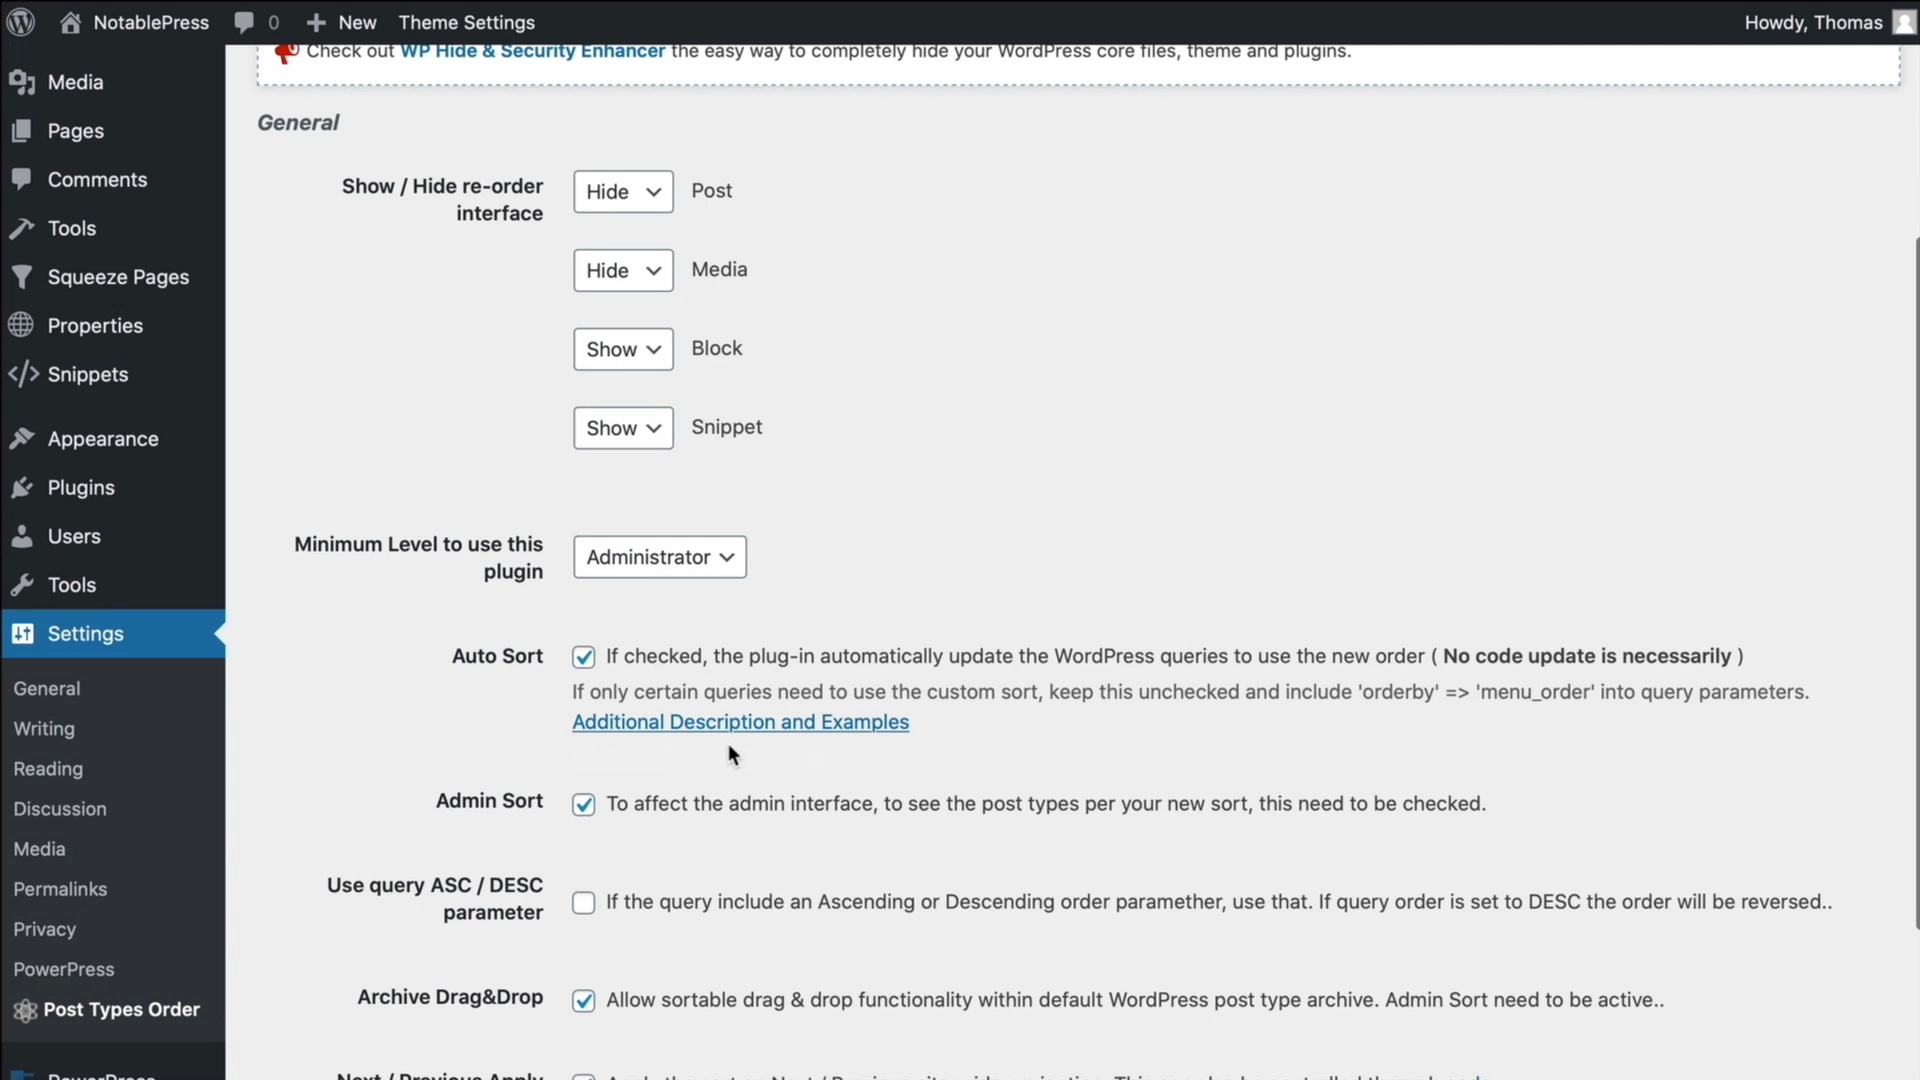 NotablePress 0 New Theme Settings Howdy, Thomas
Check out WP Hide & Security Enhancer the easy way to completely hide your WordPress core files, theme and plugins.
Media
Pages
Comments
Tools
Squeeze Pages
Properties
Snippets
Appearance
Plugins
Users
Tools
Settings
General
Writing
Reading
Discussion
Media
Permalinks
Privacy
PowerPress
Post Types Order
PowerPress
General
Show / Hide re-order
interface
Hide Post
Hide Media
Show Block
Show Snippet
Minimum Level to use this
plugin
Administrator
Auto Sort
If checked, the plug-in automatically update the WordPress queries to use the new order ( No code update is necessarily )
If only certain queries need to use the custom sort, keep this unchecked and include 'orderby' => 'menu_order' into query parameters.
Additional Description and Examples
Admin Sort
To affect the admin interface, to see the post types per your new sort, this need to be checked.
Use query ASC / DESC
parameter
If the query include an Ascending or Descending order paramether, use that. If query order is set to DESC the order will be reversed..
Archive Drag&Drop
Allow sortable drag & drop functionality within default WordPress post type archive. Admin Sort need to be active..
Next / Previous Apply